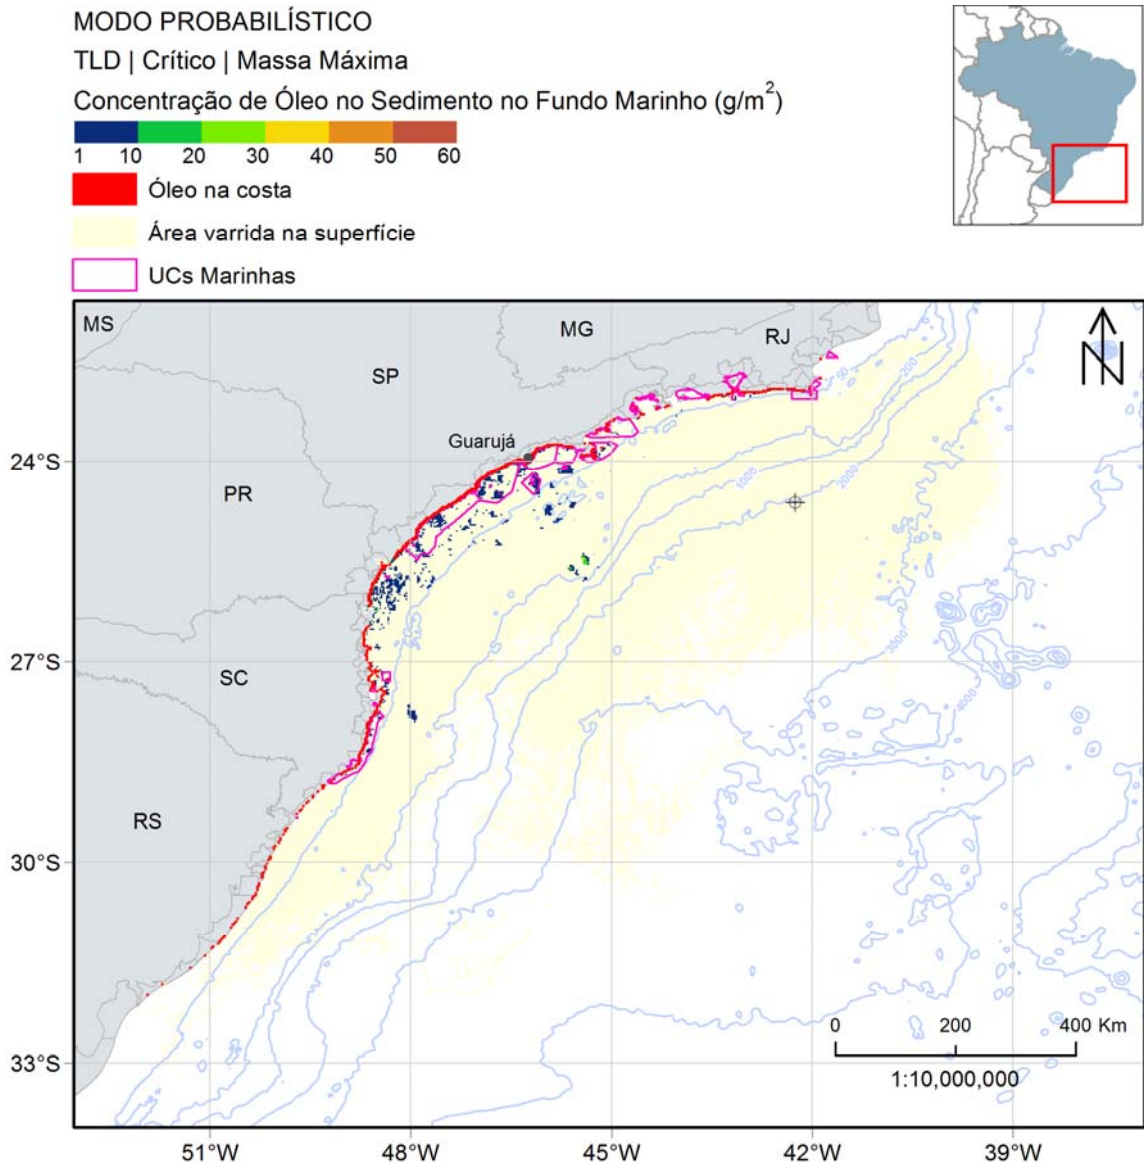 MODO PROBABILÍSTICO
TLD | Crítico | Massa Máxima
Concentração de Óleo no Sedimento no Fundo Marinho (g/m²)
1 10 20 30 40 50 60
Óleo na costa
Área varrida na superfície
UCs Marinhas
MS
MG
RJ
SP
50
200
Guarujá
24°S
1000
2000
PR
3000
27°S
SC
4000
RS
30°S
N
0 200 400 Km
1:10,000,000
33°S
51°W 48°W 45°W 42°W 39°W